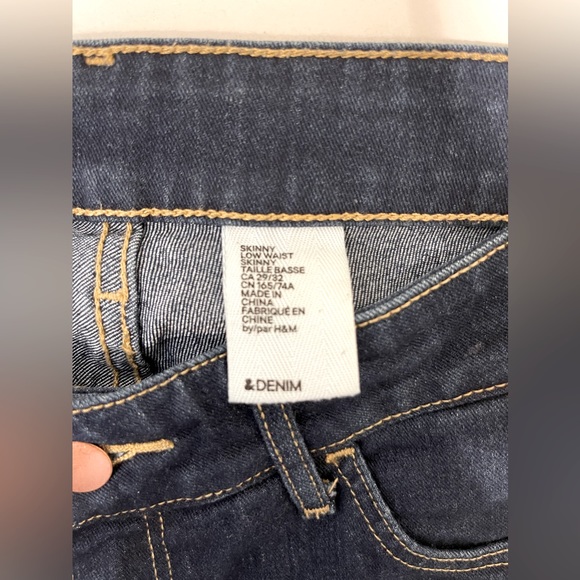 SKINNY
LOW WAIST
SKINNY
TAILLE BASSE
CA 29/32
CN 165/74A
MADE IN
CHINA
FABRIQUÉ EN
CHINE
by/par H&M
&DENIM